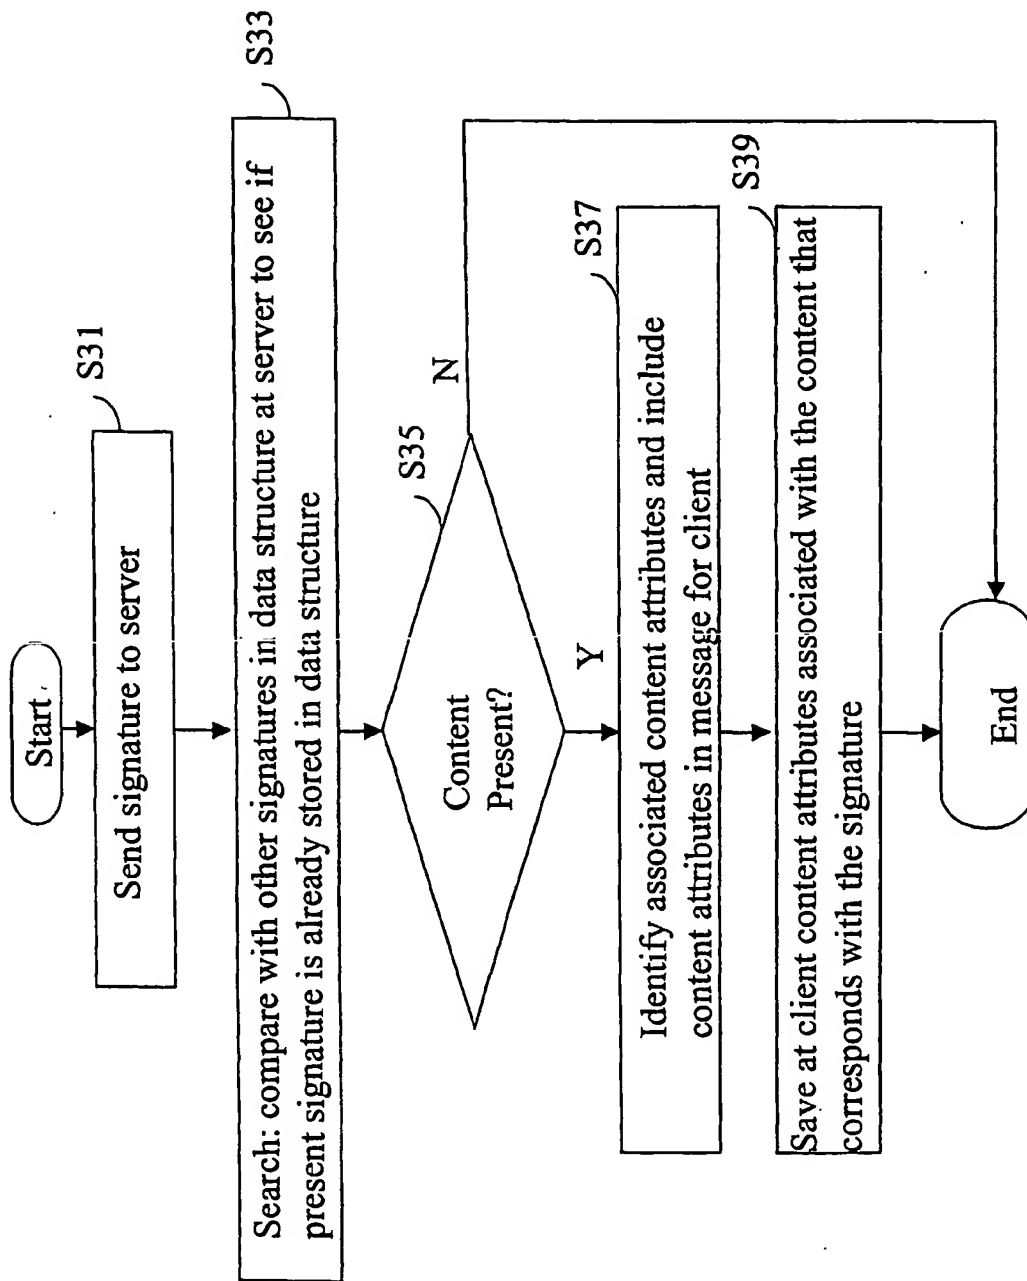 Start
S31
Send signature to server
S33
Search: compare with other signatures in data structure at server to see if
present signature is already stored in data structure
S35
Content
Present?
N
Y
S37
Identify associated content attributes and include
content attributes in message for client
S39
Save at client content attributes associated with the content that
corresponds with the signature
End